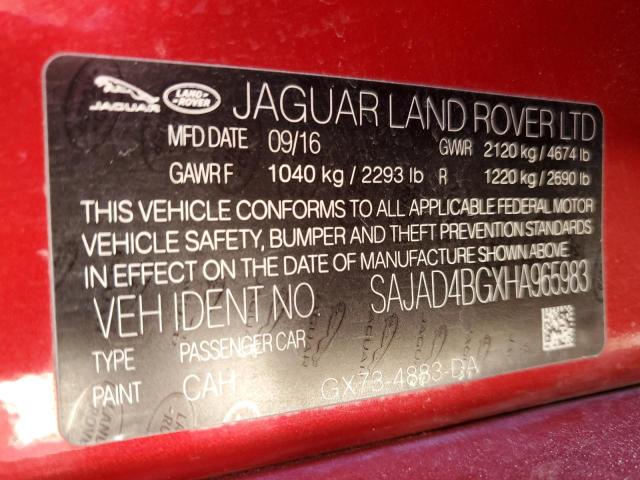 JAGUAR LAND ROVER JAGUAR LAND ROVER LTD
MFD DATE 09/16 GVWR 2120 kg / 4674 lb
GAWR F 1040 kg / 2293 lb R 1220 kg / 2690 lb
THIS VEHICLE CONFORMS TO ALL APPLICABLE FEDERAL MOTOR
VEHICLE SAFETY, BUMPER AND THEFT PREVENTION STANDARDS
IN EFFECT ON THE DATE OF MANUFACTURE SHOWN ABOVE
VEH IDENT NO. SAJAD4BGXHA965983
TYPE PASSENGER CAR
PAINT CAH GX73-4883-DA